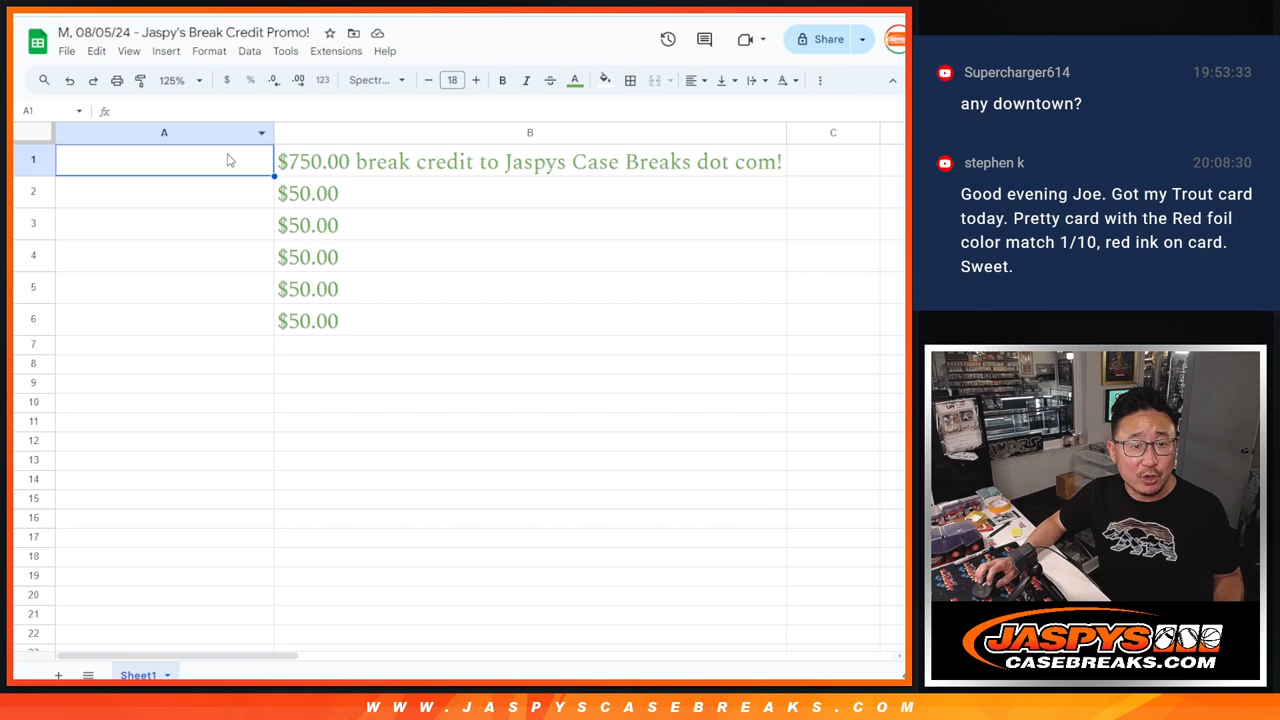 M, 08/05/24 - Jaspy's Break Credit Promo!
File Edit View Insert Format Data Tools Extensions Help
Share
125% $ % .0 .00 123 Spectr... 18 B I A
A1 fx
A B C
1 $750.00 break credit to Jaspys Case Breaks dot com!
2 $50.00
3 $50.00
4 $50.00
5 $50.00
6 $50.00
7
8
9
10
11
12
13
14
15
16
17
18
19
20
21
22
Sheet1
Supercharger614 19:53:33
any downtown?
stephen k 20:08:30
Good evening Joe. Got my Trout card
today. Pretty card with the Red foil
color match 1/10, red ink on card.
Sweet.
JASPYS
CASEBREAKS.COM
WWW.JASPYSCASEBREAKS.COM